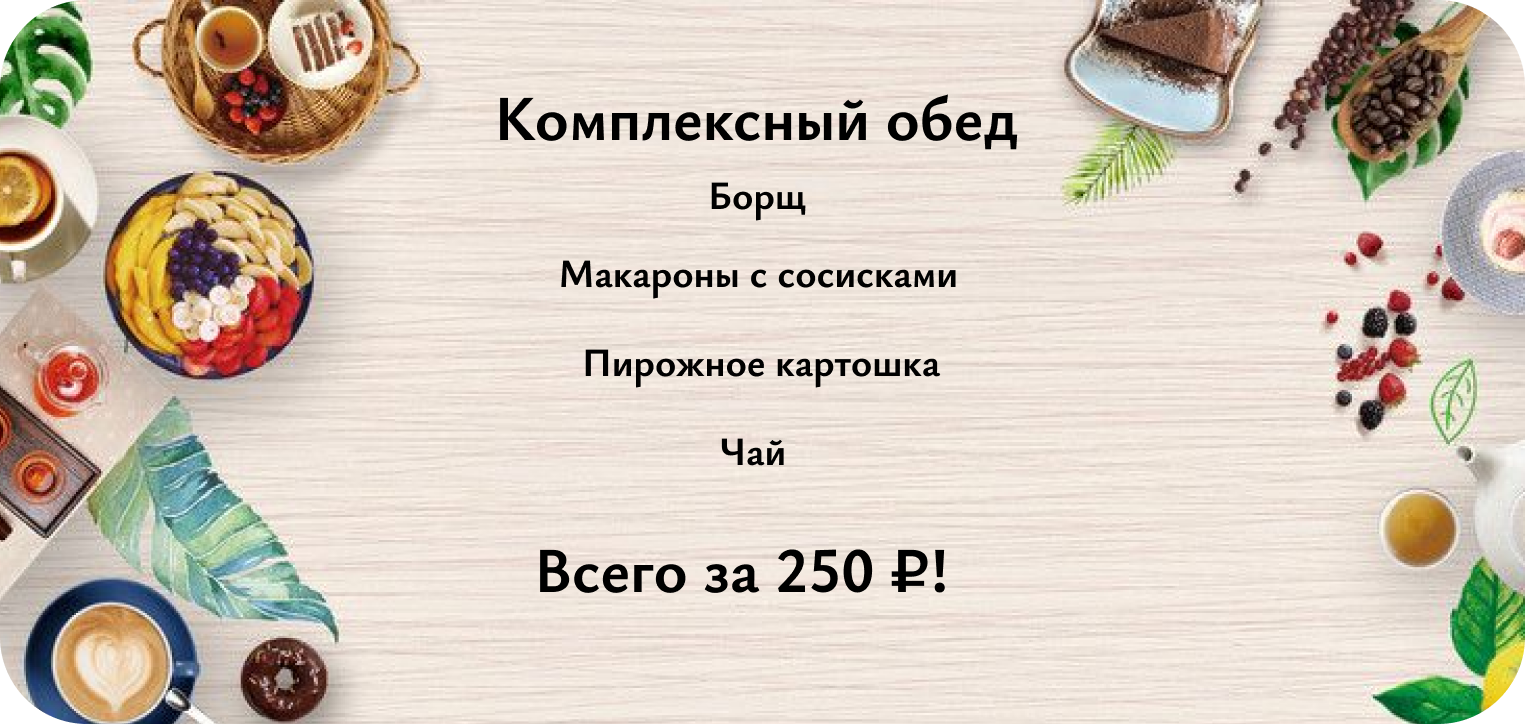 Комплексный обед
Борщ
Макароны с сосисками
Пирожное картошка
Чай
Всего за 250 ₽!